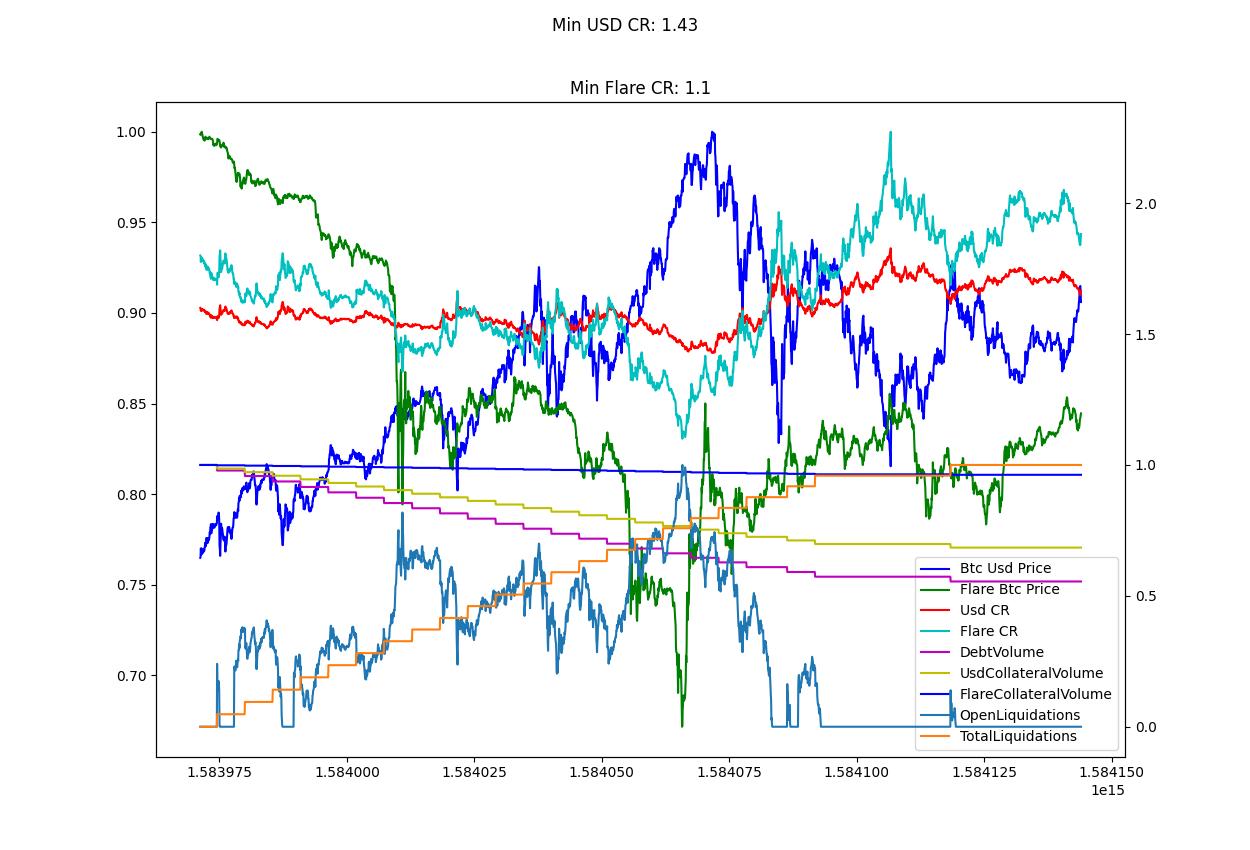 Min USD CR: 1.43
Min Flare CR: 1.1
1.00
0.95
0.90
0.85
0.80
0.75
0.70
2.0
1.5
1.0
0.5
0.0
Btc Usd Price
Flare Btc Price
Usd CR
Flare CR
DebtVolume
UsdCollateralVolume
FlareCollateralVolume
OpenLiquidations
TotalLiquidations
1.583975 1.584000 1.584025 1.584050 1.584075 1.584100 1.584125 1.584150
1e15